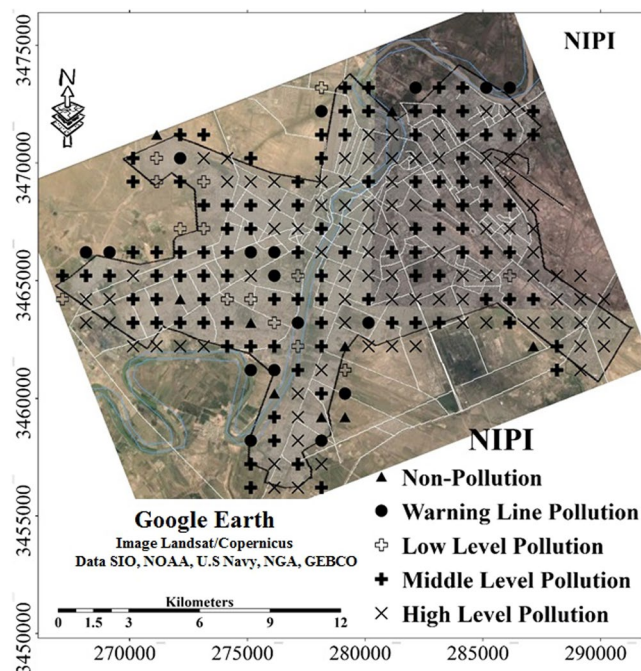 NIPI
N
3475000
3470000
3465000
3460000
3455000
3450000
NIPI
Non-Pollution
Warning Line Pollution
Low Level Pollution
Middle Level Pollution
High Level Pollution
Google Earth
Image Landsat/Copernicus
Data SIO, NOAA, U.S Navy, NGA, GEBCO
Kilometers
0 1.5 3 6 9 12
270000 275000 280000 285000 290000